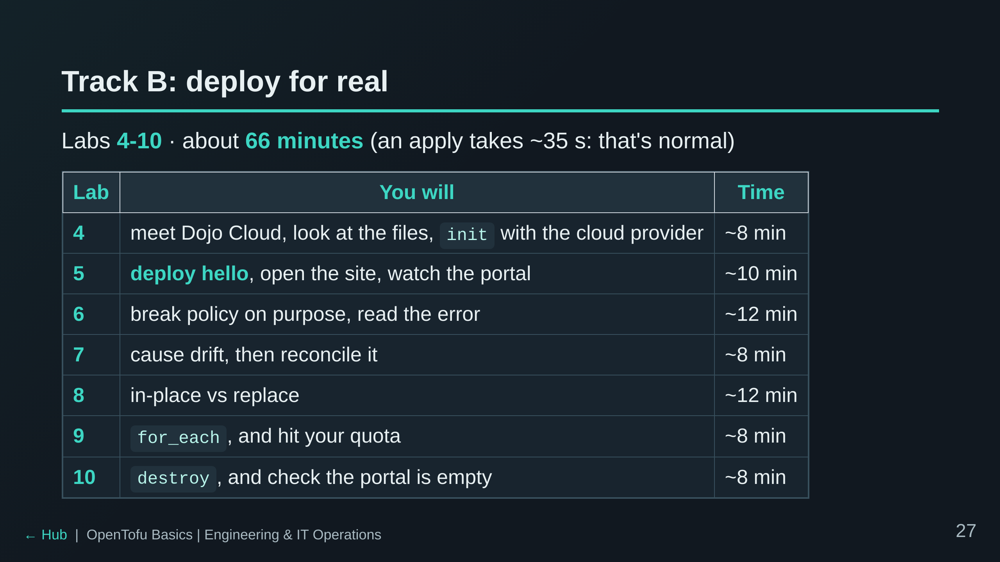 Track B: deploy for real
Labs 4-10 · about 66 minutes (an apply takes ~35 s: that's normal)
Lab You will Time
4 meet Dojo Cloud, look at the files, init with the cloud provider ~8 min
5 deploy hello, open the site, watch the portal ~10 min
6 break policy on purpose, read the error ~12 min
7 cause drift, then reconcile it ~8 min
8 in-place vs replace ~12 min
9 for_each, and hit your quota ~8 min
10 destroy, and check the portal is empty ~8 min
← Hub | OpenTofu Basics | Engineering & IT Operations
27